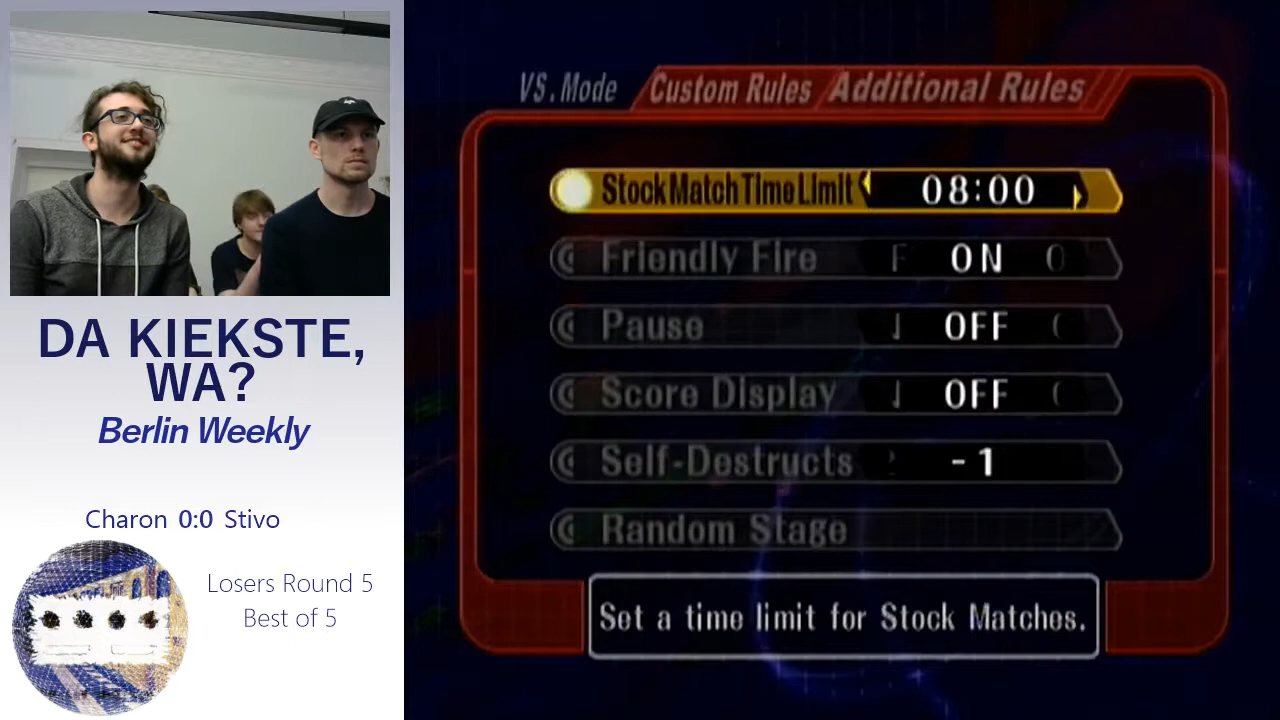 DA KIEKSTE,
WA?
Berlin Weekly
Charon 0:0 Stivo
Losers Round 5
Best of 5
VS. Mode
Custom Rules
Additional Rules
Stock Match Time Limit 08:00
Friendly Fire ON
Pause OFF
Score Display OFF
Self-Destructs -1
Random Stage
Set a time limit for Stock Matches.